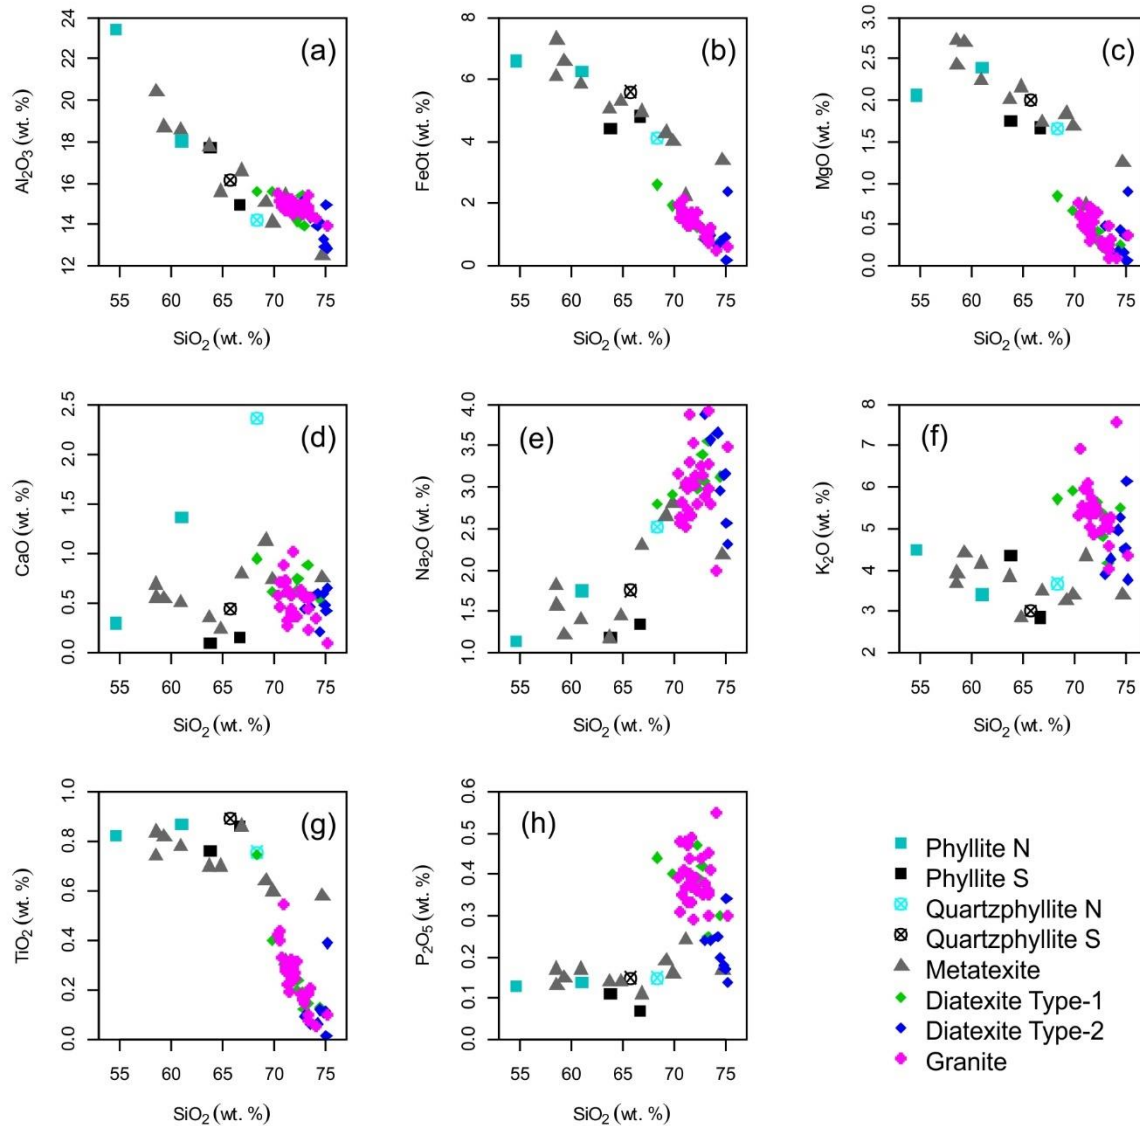 24
22
20
18
16
14
12
Al₂O₃ (wt. %)
(a)
55 60 65 70 75
SiO₂ (wt. %)
8
6
4
2
0
FeOt (wt. %)
(b)
55 60 65 70 75
SiO₂ (wt. %)
3.0
2.5
2.0
1.5
1.0
0.5
0.0
MgO (wt. %)
(c)
55 60 65 70 75
SiO₂ (wt. %)
2.5
2.0
1.5
1.0
0.5
0.0
CaO (wt. %)
(d)
55 60 65 70 75
SiO₂ (wt. %)
4.0
3.5
3.0
2.5
2.0
1.5
1.0
Na₂O (wt. %)
(e)
55 60 65 70 75
SiO₂ (wt. %)
8
7
6
5
4
3
2
K₂O (wt. %)
(f)
55 60 65 70 75
SiO₂ (wt. %)
1.0
0.8
0.6
0.4
0.2
0.0
TiO₂ (wt. %)
(g)
55 60 65 70 75
SiO₂ (wt. %)
0.6
0.5
0.4
0.3
0.2
0.1
0.0
P₂O₅ (wt. %)
(h)
55 60 65 70 75
SiO₂ (wt. %)
Phyllite N
Phyllite S
Quartzphyllite N
Quartzphyllite S
Metatexite
Diatexite Type-1
Diatexite Type-2
Granite